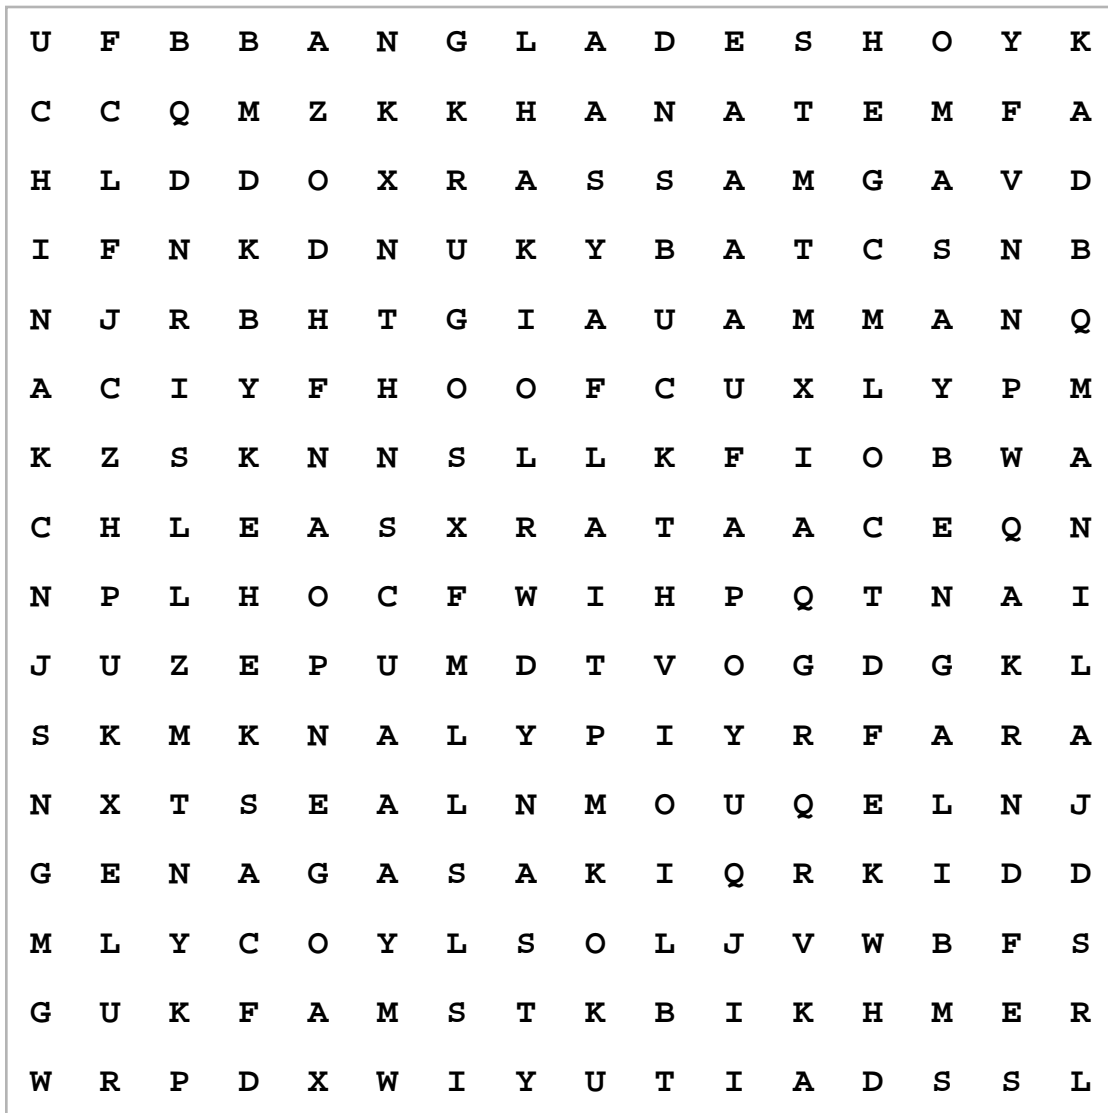 U F B B A N G L A D E S H O Y K
C C Q M Z K K H A N A T E M F A
H L D D O X R A S S A M G A V D
I F N K D N U K Y B A T C S N B
N J R B H T G I A U A M M A N Q
A C I Y F H O O F C U X L Y P M
K Z S K N N S L L K F I O B W A
C H L E A S X R A T A A C E Q N
N P L H O C F W I H P Q T N A I
J U Z E P U M D T V O G D G K L
S K M K N A L Y P I Y R F A R A
N X T S E A L N M O U Q E L N J
G E N A G A S A K I Q R K I D D
M L Y C O Y L S O L J V W B F S
G U K F A M S T K B I K H M E R
W R P D X W I Y U T I A D S S L